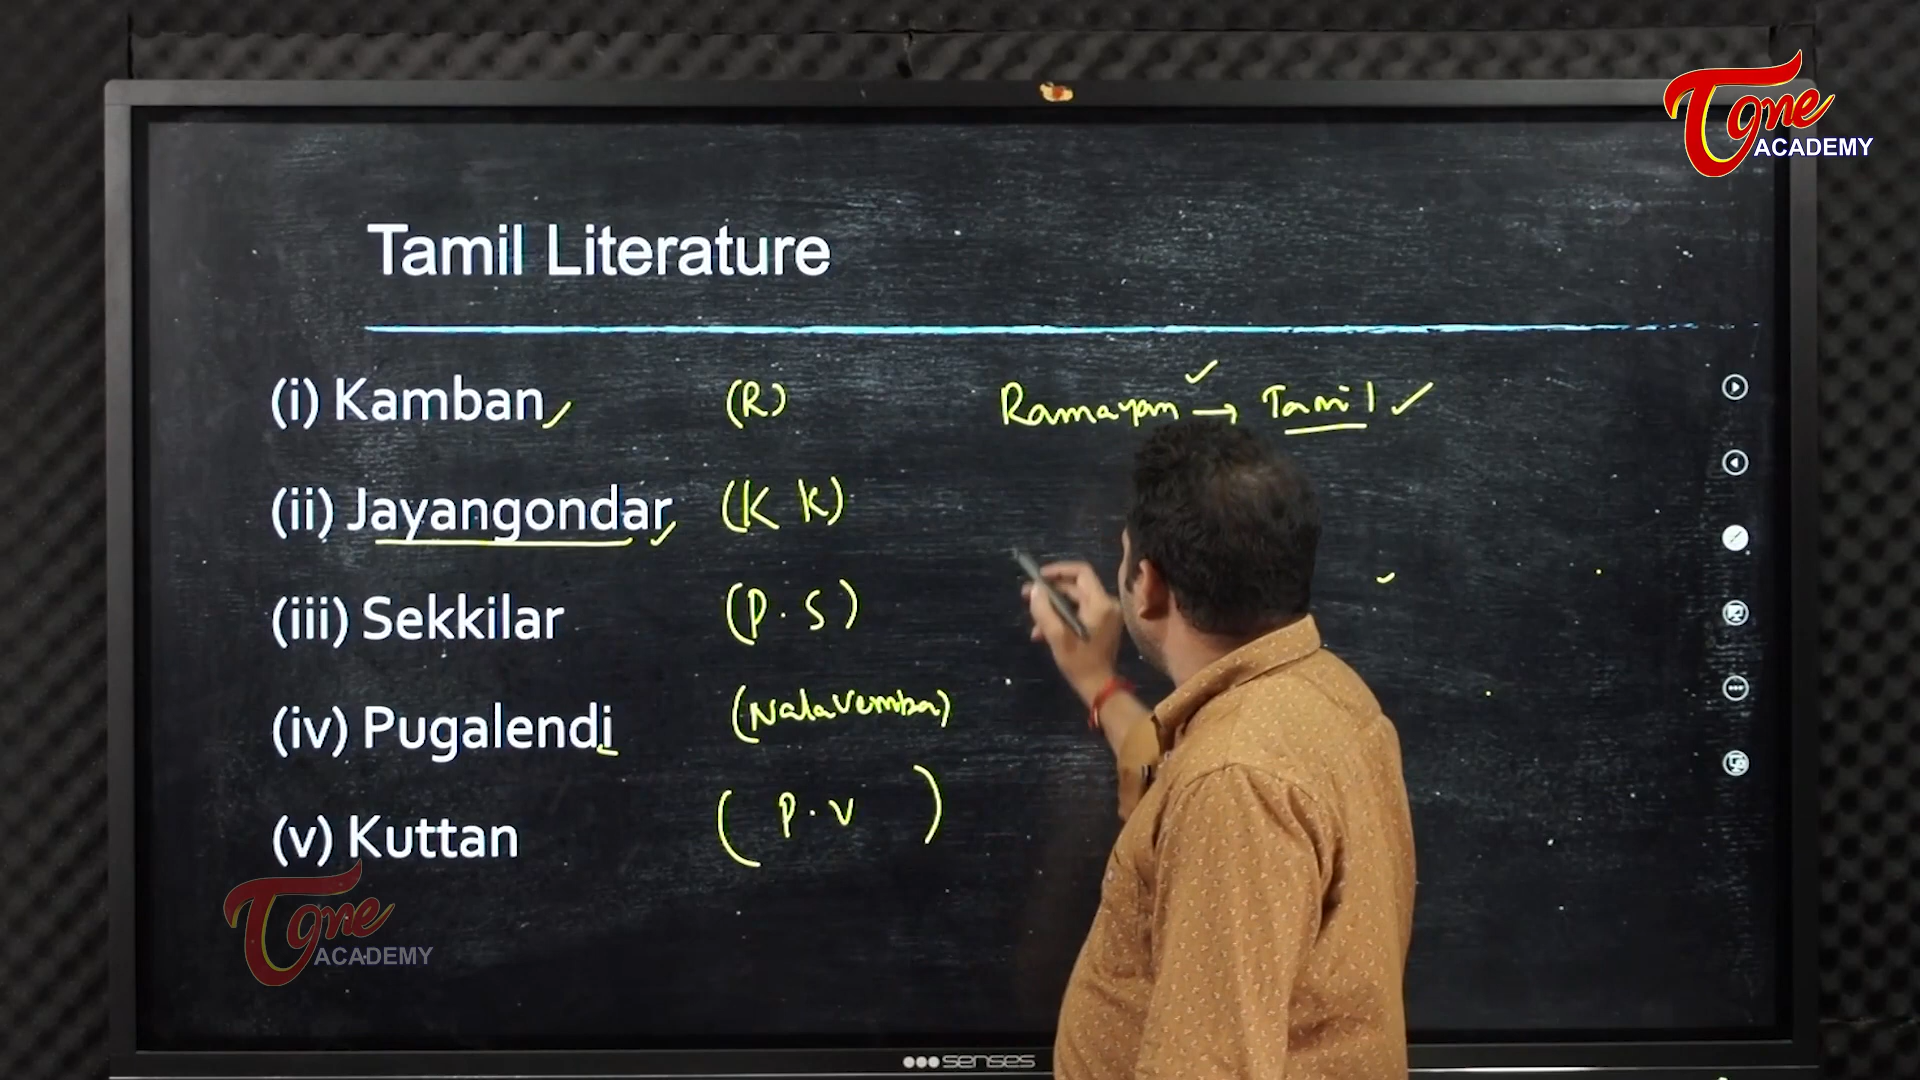 Tone
ACADEMY
Tamil Literature
(i) Kamban (R) Ramayan → Tamil
(ii) Jayangondar (K K)
(iii) Sekkilar (P. S)
(iv) Pugalendi (Nalavemba)
(v) Kuttan (P. V)
Tone
ACADEMY
senses